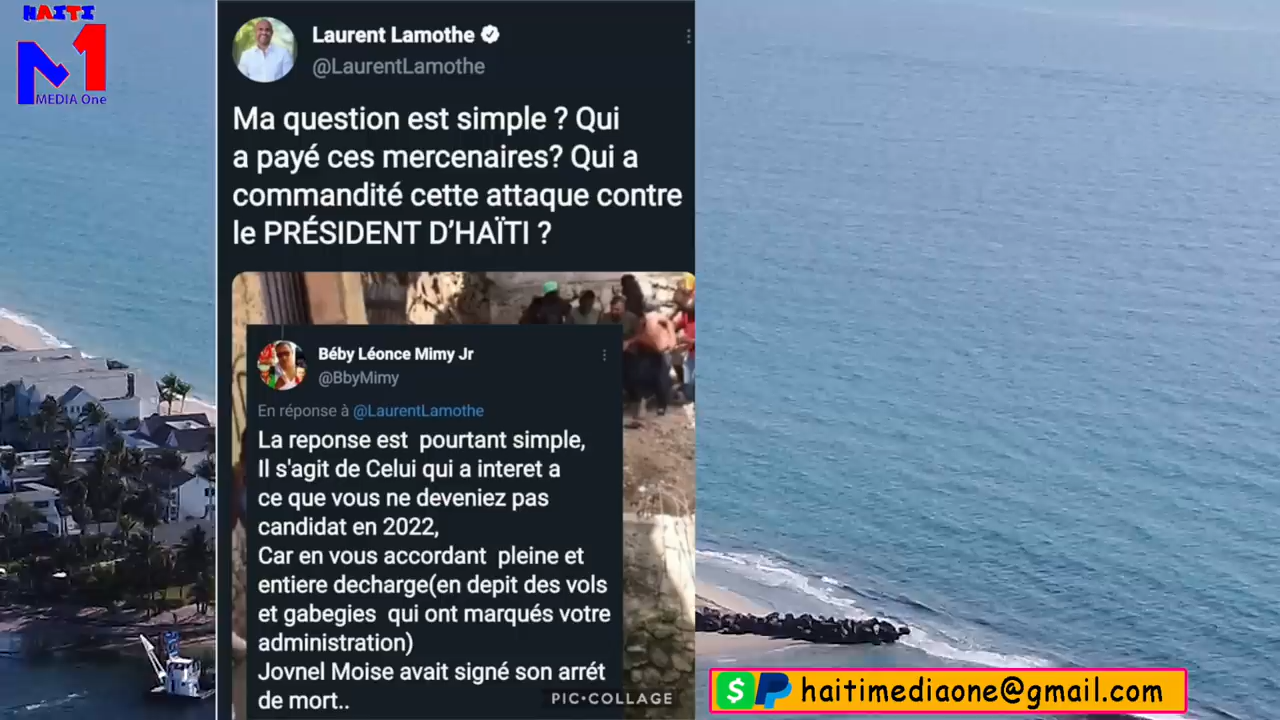 HAITI
M1
MEDIA One
Laurent Lamothe
@LaurentLamothe
Ma question est simple ? Qui
a payé ces mercenaires? Qui a
commandité cette attaque contre
le PRÉSIDENT D'HAÏTI ?
Béby Léonce Mimy Jr
@BbyMimy
En réponse à @LaurentLamothe
La reponse est pourtant simple,
Il s'agit de Celui qui a interet a
ce que vous ne deveniez pas
candidat en 2022,
Car en vous accordant pleine et
entiere decharge(en depit des vols
et gabegies qui ont marqués votre
administration)
Jovnel Moise avait signé son arrét
de mort..
PIC•COLLAGE
$ P haitimediaone@gmail.com